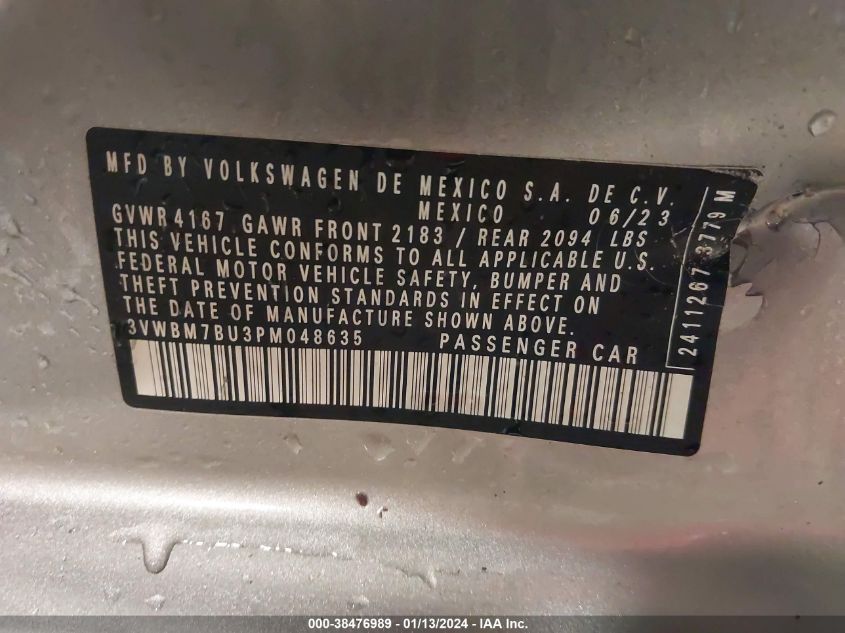 MFD BY VOLKSWAGEN DE MEXICO S.A. DE C.V.
MEXICO 06/23
GVWR 4167 GAWR FRONT 2183 / REAR 2094 LBS
THIS VEHICLE CONFORMS TO ALL APPLICABLE U.S.
FEDERAL MOTOR VEHICLE SAFETY, BUMPER AND
THEFT PREVENTION STANDARDS IN EFFECT ON
THE DATE OF MANUFACTURE SHOWN ABOVE.
3VWBM7BU3PM048635 PASSENGER CAR
2411267 3779 M
000-38476989 - 01/13/2024 - IAA Inc.